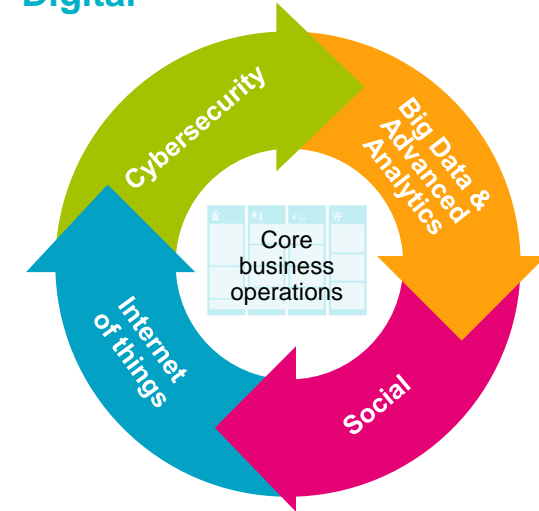 Digital
Cybersecurity
Big Data &
Advanced
Analytics
Core
business
operations
Internet
of things
Social